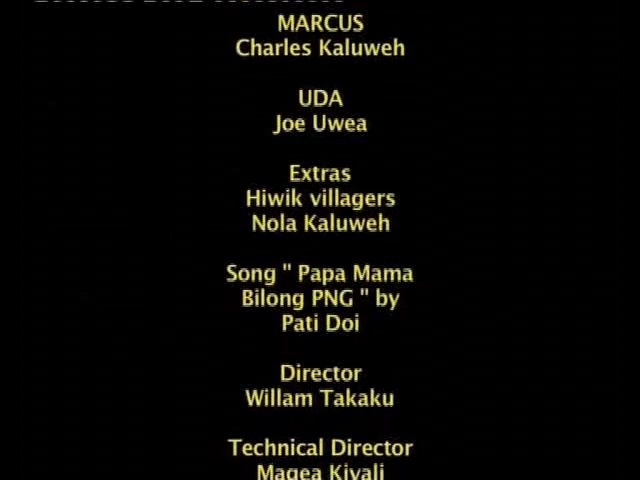 MARCUS
Charles Kaluweh
UDA
Joe Uwea
Extras
Hiwik villagers
Nola Kaluweh
Song " Papa Mama
Bilong PNG " by
Pati Doi
Director
Willam Takaku
Technical Director
Magea Kivali